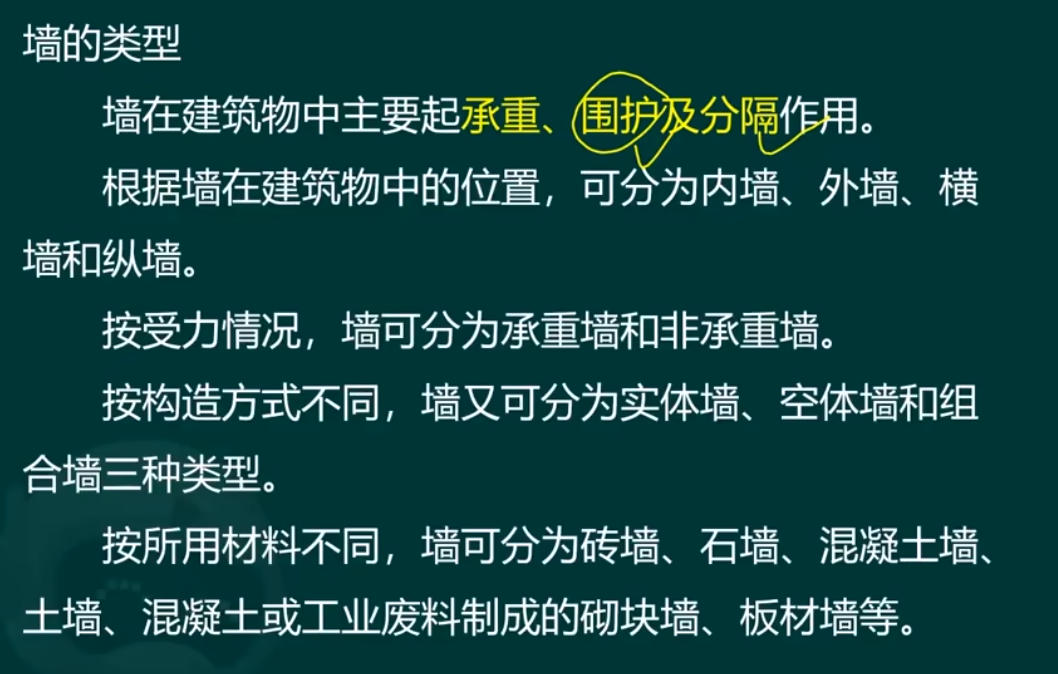 墙的类型
墙在建筑物中主要起承重、围护及分隔作用。
根据墙在建筑物中的位置，可分为内墙、外墙、横
墙和纵墙。
按受力情况，墙可分为承重墙和非承重墙。
按构造方式不同，墙又可分为实体墙、空体墙和组
合墙三种类型。
按所用材料不同，墙可分为砖墙、石墙、混凝土墙、
土墙、混凝土或工业废料制成的砌块墙、板材墙等。